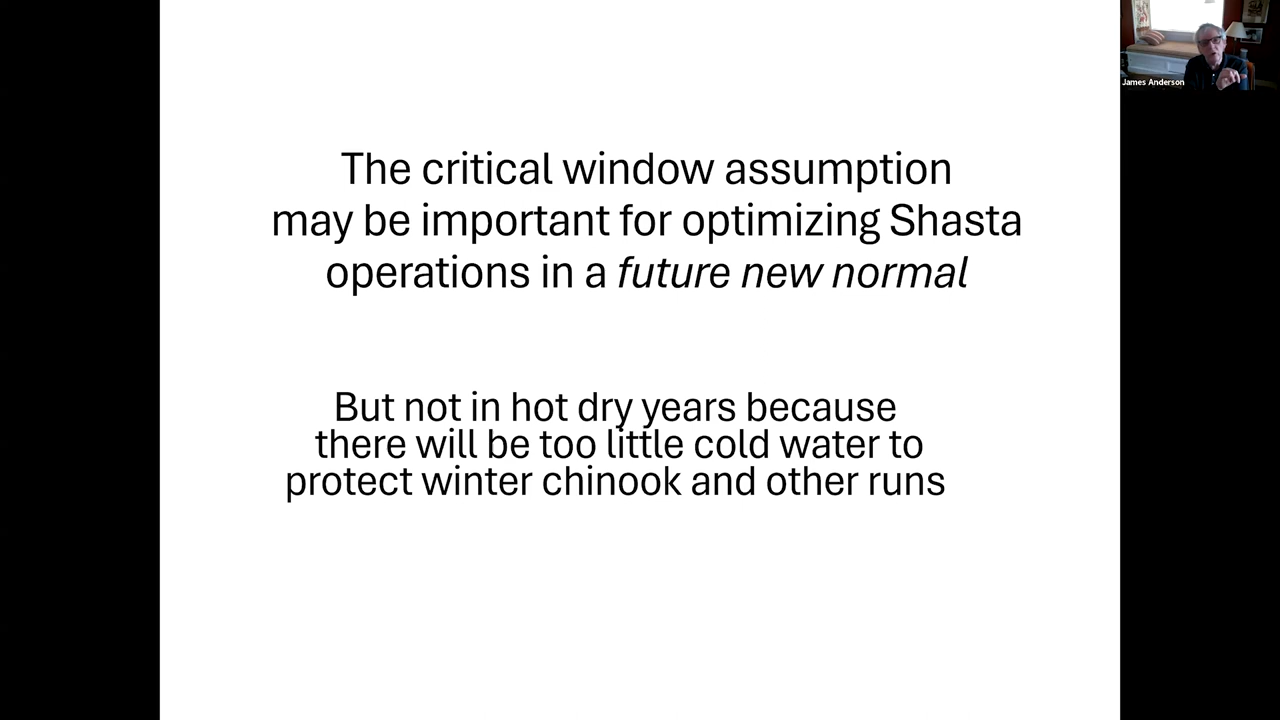 The critical window assumption
may be important for optimizing Shasta
operations in a future new normal
But not in hot dry years because
there will be too little cold water to
protect winter chinook and other runs
James Anderson